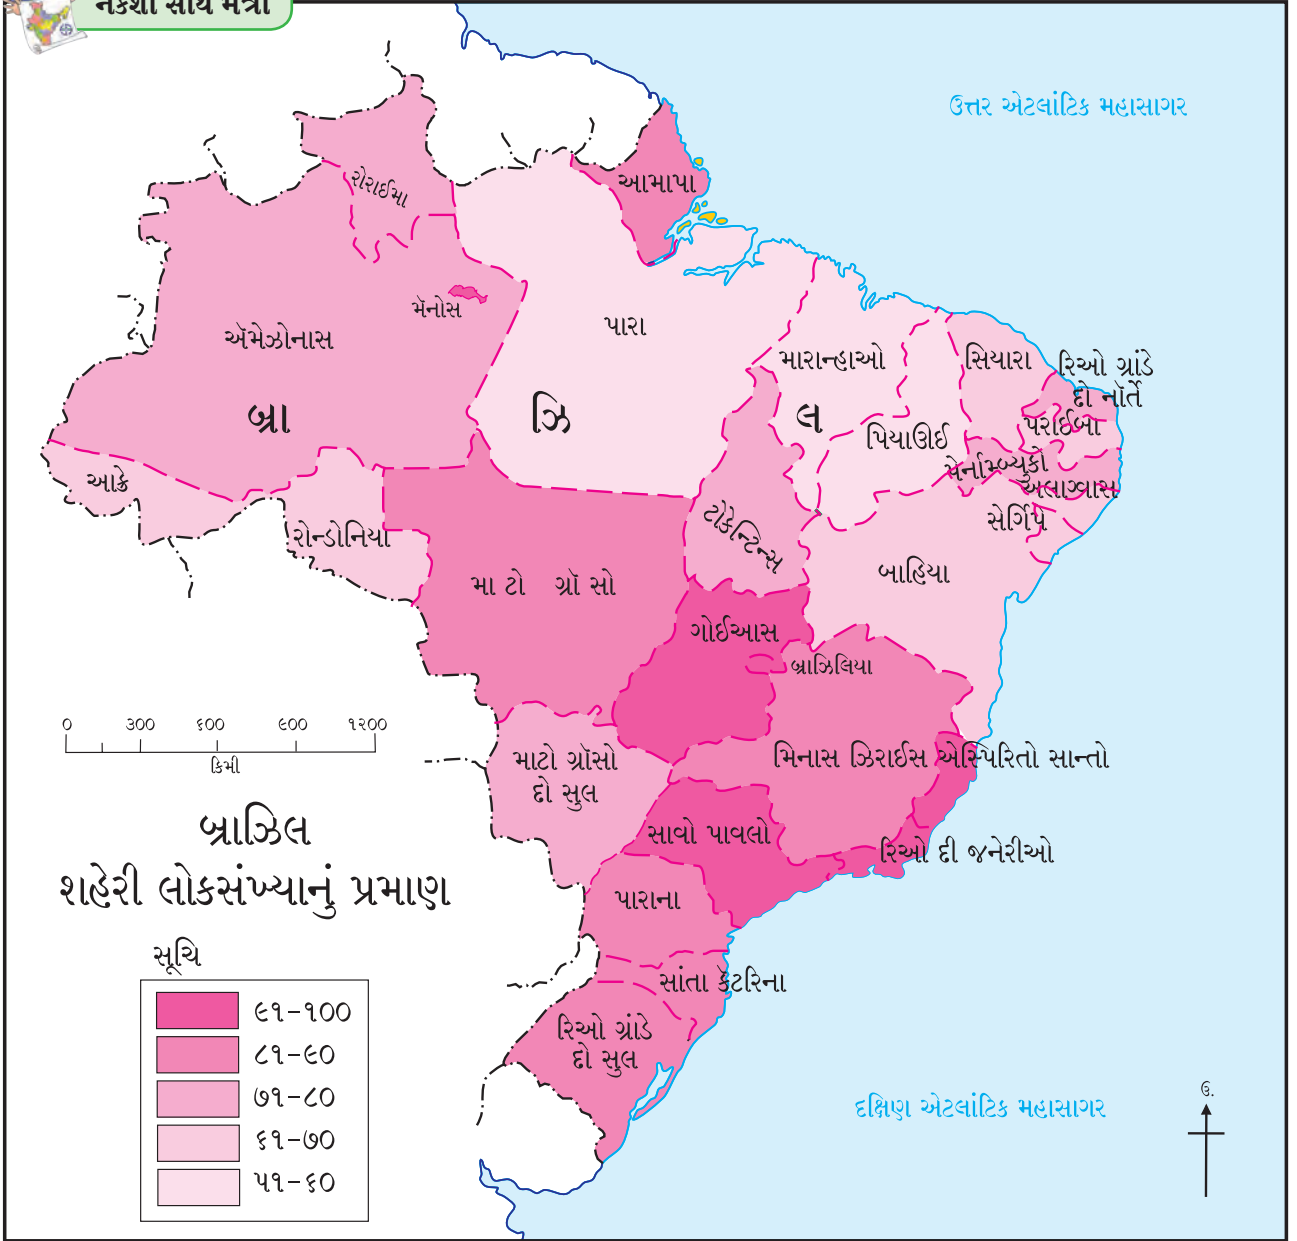 નકશા સાથે મૈત્રી
ઉત્તર એટલાંટિક મહાસાગર
રોરાઈમા
આમાપા
મૅનોસ
ઍમેઝોનાસ
પારા
મારાન્હાઓ
સિયારા
રિઓ ગ્રાંડે
દો નૉર્તે
બ્રા
ઝિ
લ
પરાઈબા
પિયાઊઈ
પેર્નામ્બ્યુકો
આક્રે
અલાગ્વાસ
સેર્ગિપે
ટોકેન્ટિન્સ
રોન્ડોનિયા
બાહિયા
મા ટો ગ્રૉ સો
ગોઈઆસ
બ્રાઝિલિયા
૦ ૩૦૦ ૬૦૦ ૯૦૦ ૧૨૦૦
કિમી
માટો ગ્રૉસો
દો સુલ
મિનાસ ઝિરાઈસ
એસ્પિરિતો સાન્તો
બ્રાઝિલ
શહેરી લોકસંખ્યાનું પ્રમાણ
સાવો પાવલો
રિઓ દી જનેરીઓ
પારાના
સાંતા કૅટરિના
રિઓ ગ્રાંડે
દો સુલ
સૂચિ
૯૧-૧૦૦
૮૧-૯૦
૭૧-૮૦
૬૧-૭૦
૫૧-૬૦
દક્ષિણ એટલાંટિક મહાસાગર
ઉ.